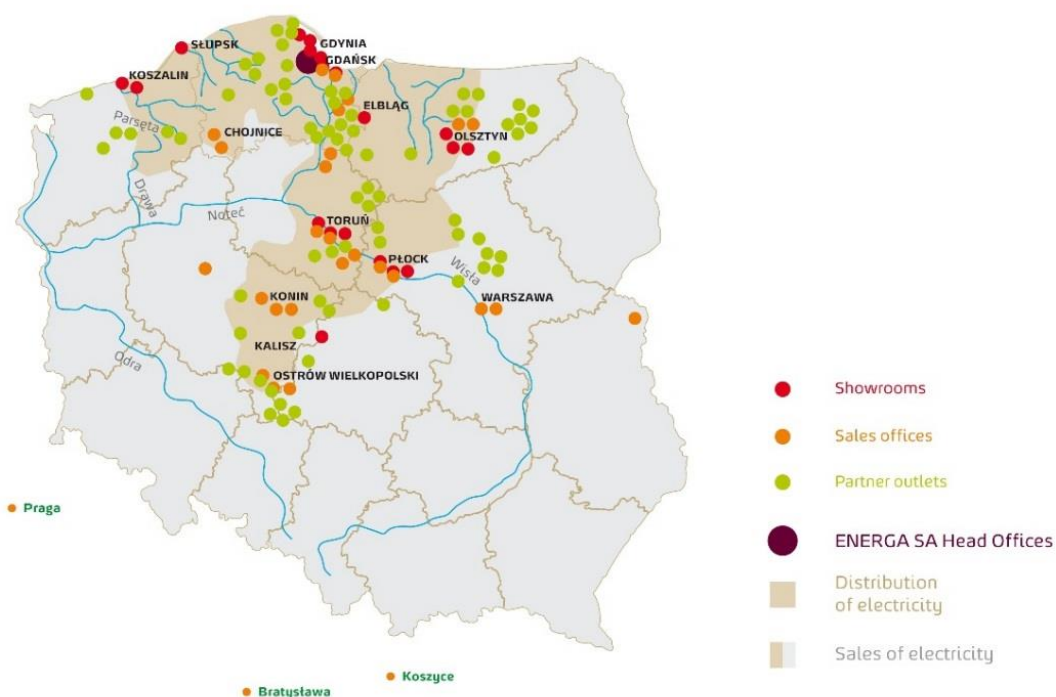 SŁUPSK
GDYNIA
GDAŃSK
KOSZALIN
ELBLĄG
Parsęta
CHOJNICE
OLSZTYN
Drawa
Noteć
TORUŃ
PŁOCK
Wisła
KONIN
WARSZAWA
KALISZ
Odra
OSTRÓW WIELKOPOLSKI
Praga
Koszyce
Bratysława
Showrooms
Sales offices
Partner outlets
ENERGA SA Head Offices
Distribution
of electricity
Sales of electricity